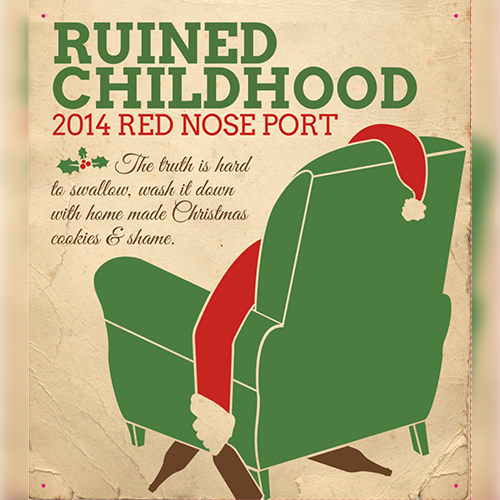 RUINED
CHILDHOOD
2014 RED NOSE PORT
The truth is hard
to swallow, wash it down
with home made Christmas
cookies & shame.